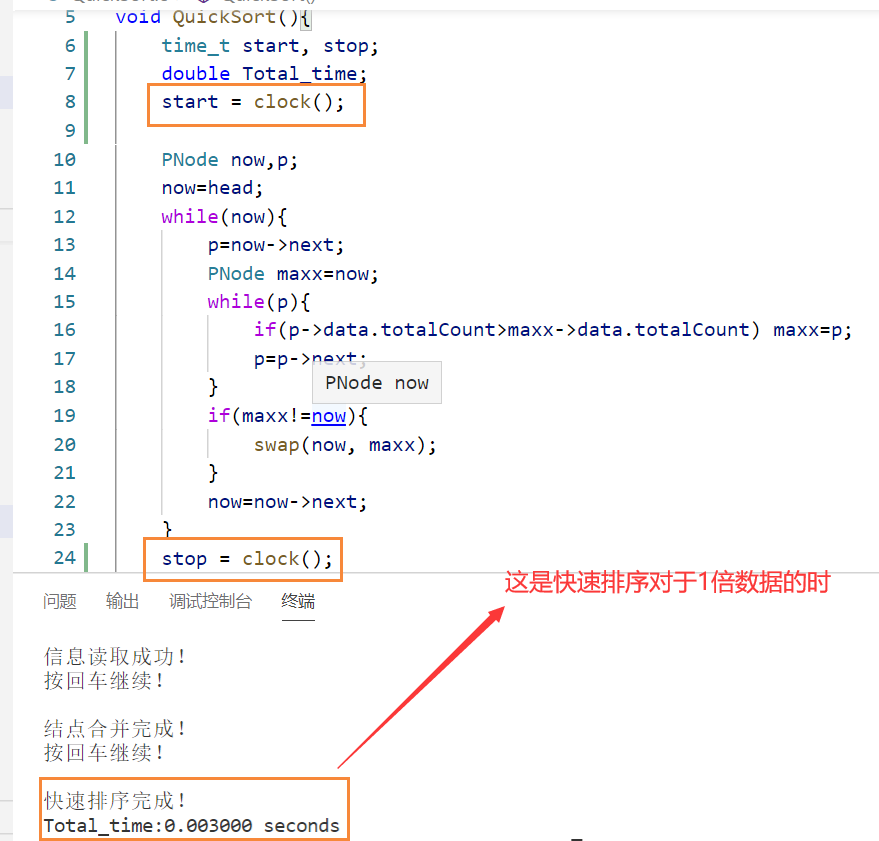 5 void QuickSort(){
6 time_t start, stop;
7 double Total_time;
8 start = clock();
9
10 PNode now,p;
11 now=head;
12 while(now){
13 p=now->next;
14 PNode maxx=now;
15 while(p){
16 if(p->data.totalCount>maxx->data.totalCount) maxx=p;
17 p=p->next;
18 }
PNode now
19 if(maxx!=now){
20 swap(now, maxx);
21 }
22 now=now->next;
23 }
24 stop = clock();
这是快速排序对于1倍数据的时
问题 输出 调试控制台 终端
信息读取成功!
按回车继续!
结点合并完成!
按回车继续!
快速排序完成!
Total_time:0.003000 seconds